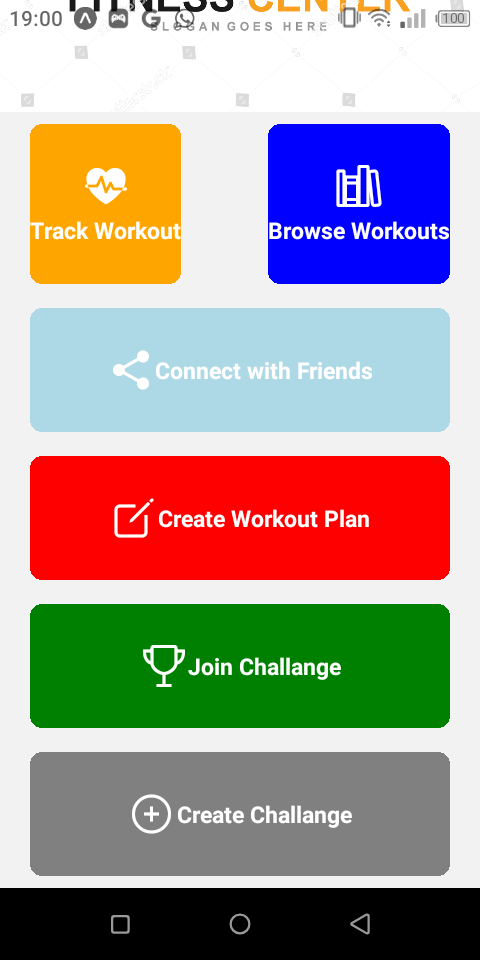 FITNESS CENTER
19:00
100
SLOGAN GOES HERE
Track Workout
Browse Workouts
Connect with Friends
Create Workout Plan
Join Challange
Create Challange